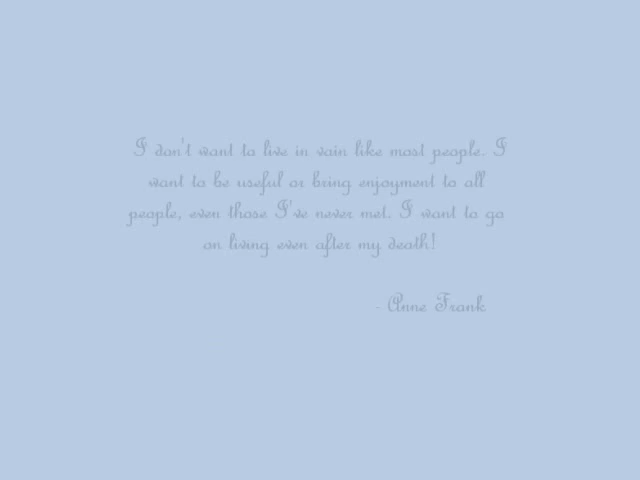 I don't want to live in vain like most people. I
want to be useful or bring enjoyment to all
people, even those I've never met. I want to go
on living even after my death!
- Anne Frank